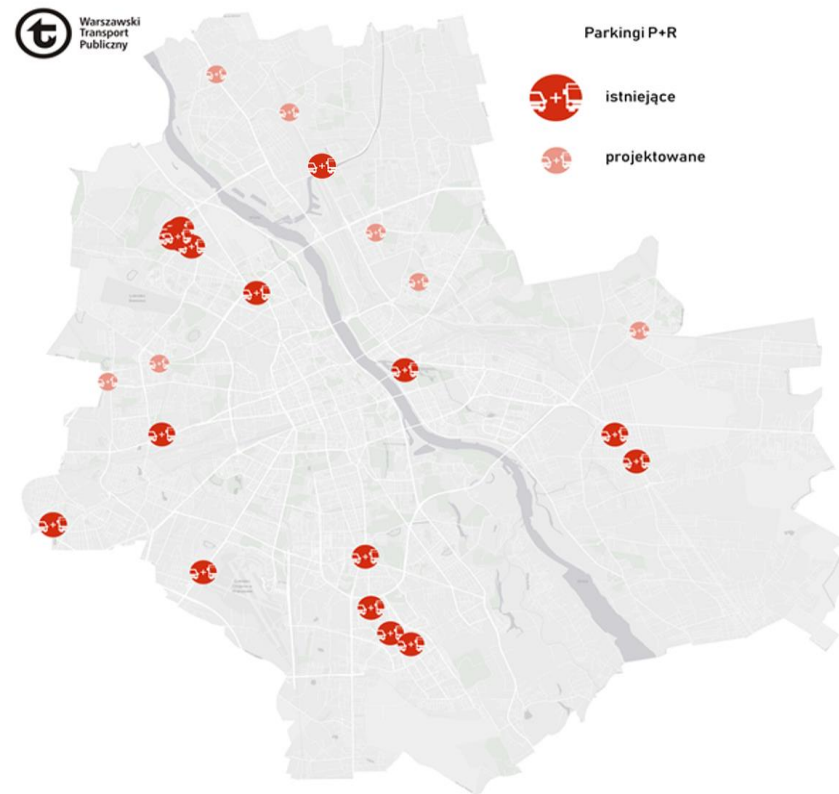 Warszawski
Transport
Publiczny
Parkingi P+R
istniejące
projektowane